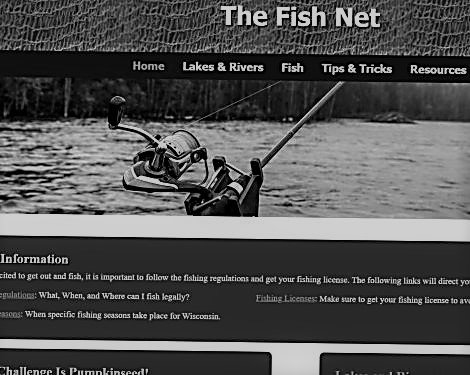 The Fish Net
Home Lakes & Rivers Fish Tips & Tricks Resources
Information
cited to get out and fish, it is important to follow the fishing regulations and get your fishing license. The following links will direct yo
egulations: What, When, and Where can I fish legally? Fishing Licenses: Make sure to get your fishing license to avo
easons: When specific fishing seasons take place for Wisconsin.
Challenge Is Pumpkinseed!